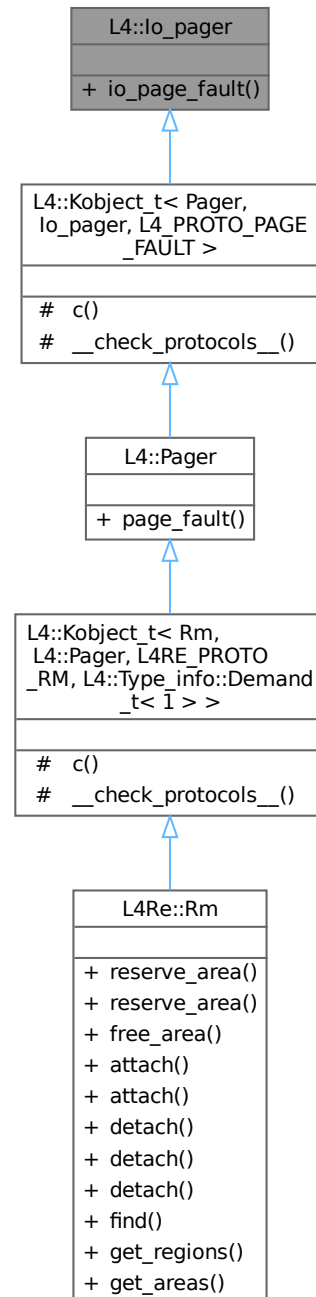 L4::Io_pager
+ io_page_fault()
L4::Kobject_t< Pager,
Io_pager, L4_PROTO_PAGE
_FAULT >
# c()
# __check_protocols__()
L4::Pager
+ page_fault()
L4::Kobject_t< Rm,
L4::Pager, L4RE_PROTO
_RM, L4::Type_info::Demand
_t< 1 > >
# c()
# __check_protocols__()
L4Re::Rm
+ reserve_area()
+ reserve_area()
+ free_area()
+ attach()
+ attach()
+ detach()
+ detach()
+ detach()
+ find()
+ get_regions()
+ get_areas()